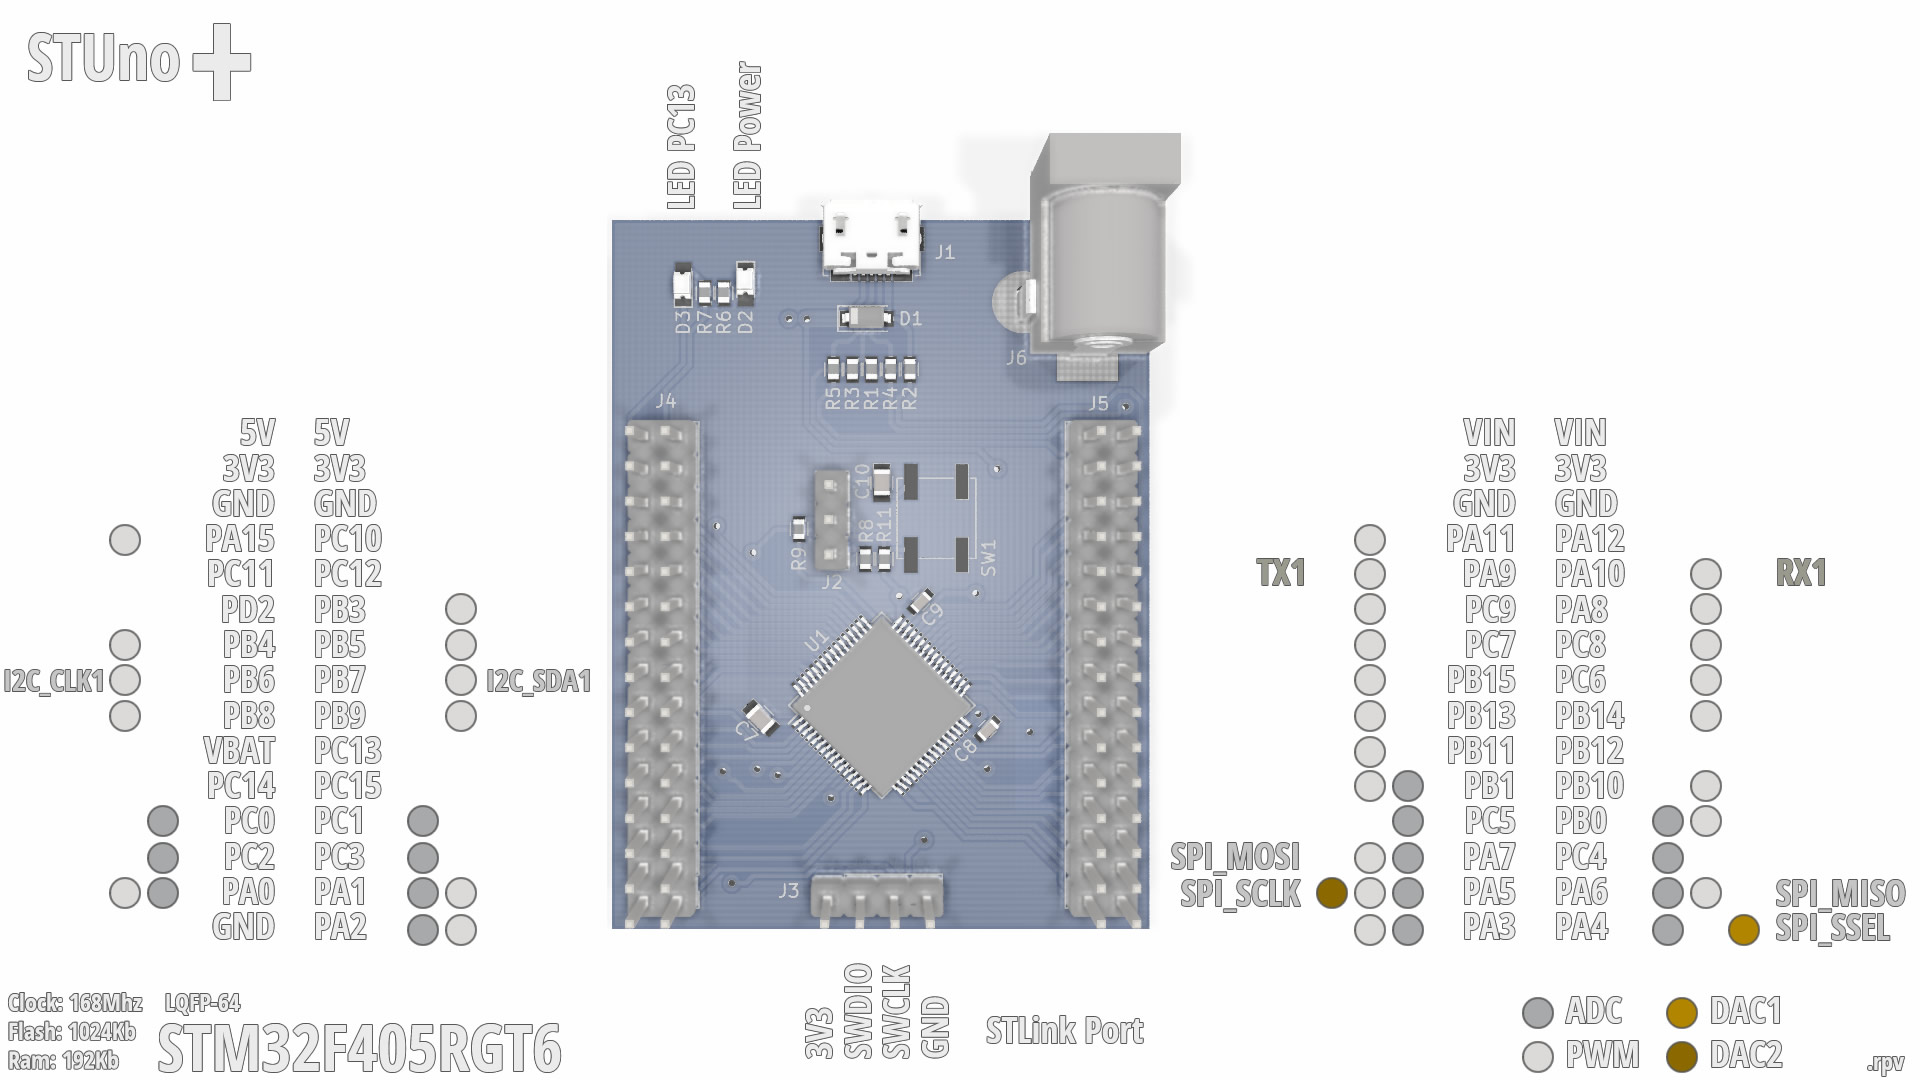 STUno+
LED PC13
LED Power
J1
D3
R7
R6
D2
D1
J6
R5
R3
R1
R4
R2
J4
J5
C10
R8
R11
R9
J2
SW1
U1
C9
C7
C8
J3
5V 5V
3V3 3V3
GND GND
PA15 PC10
PC11 PC12
PD2 PB3
PB4 PB5
I2C_CLK1 PB6 PB7 I2C_SDA1
PB8 PB9
VBAT PC13
PC14 PC15
PC0 PC1
PC2 PC3
PA0 PA1
GND PA2
VIN VIN
3V3 3V3
GND GND
PA11 PA12
TX1 PA9 PA10 RX1
PC9 PA8
PC7 PC8
PB15 PC6
PB13 PB14
PB11 PB12
PB1 PB10
PC5 PB0
SPI_MOSI PA7 PC4
SPI_SCLK PA5 PA6 SPI_MISO
PA3 PA4 SPI_SSEL
3V3
SWDIO
SWCLK
GND
STLink Port
Clock: 168Mhz LQFP-64
Flash: 1024Kb
Ram: 192Kb
STM32F405RGT6
ADC DAC1
PWM DAC2
.rpv